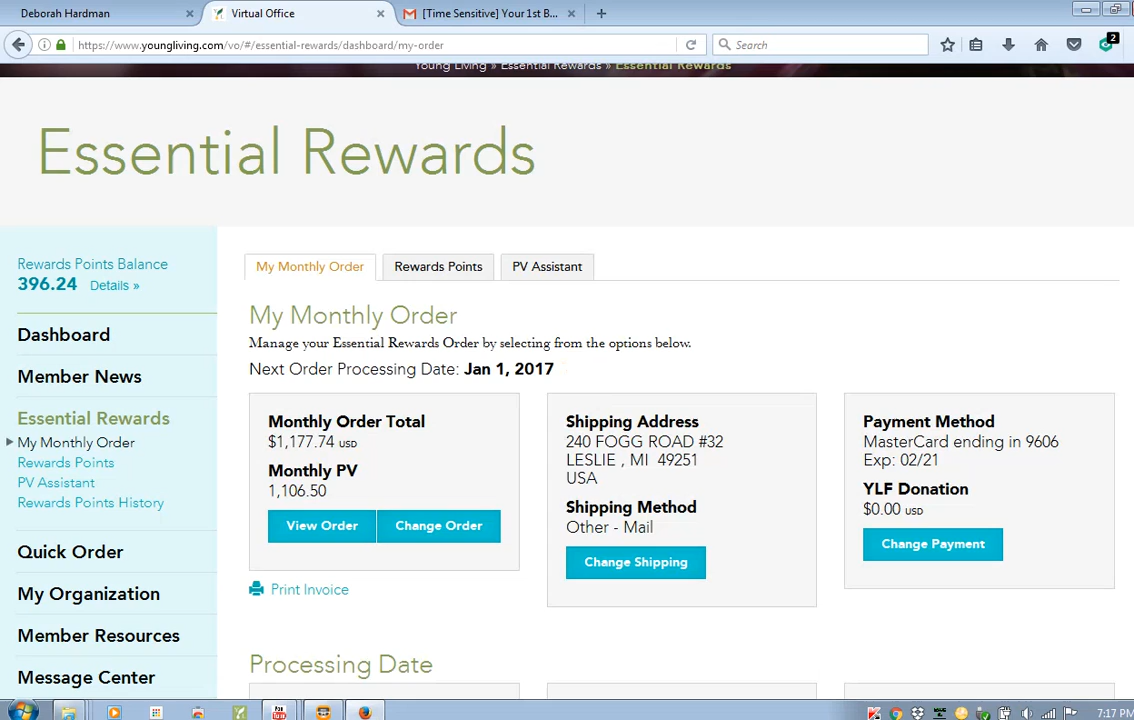 Deborah Hardman
Virtual Office
[Time Sensitive] Your 1st B...
https://www.youngliving.com/vo/#/essential-rewards/dashboard/my-order
Search
2
Young Living » Essential Rewards » Essential Rewards
Essential Rewards
Rewards Points Balance
396.24 Details »
Dashboard
Member News
Essential Rewards
My Monthly Order
Rewards Points
PV Assistant
Rewards Points History
Quick Order
My Organization
Member Resources
Message Center
My Monthly Order
Rewards Points
PV Assistant
My Monthly Order
Manage your Essential Rewards Order by selecting from the options below.
Next Order Processing Date: Jan 1, 2017
Monthly Order Total
$1,177.74 USD
Monthly PV
1,106.50
View Order
Change Order
Print Invoice
Shipping Address
240 FOGG ROAD #32
LESLIE , MI 49251
USA
Shipping Method
Other - Mail
Change Shipping
Payment Method
MasterCard ending in 9606
Exp: 02/21
YLF Donation
$0.00 USD
Change Payment
Processing Date
7:17 PM